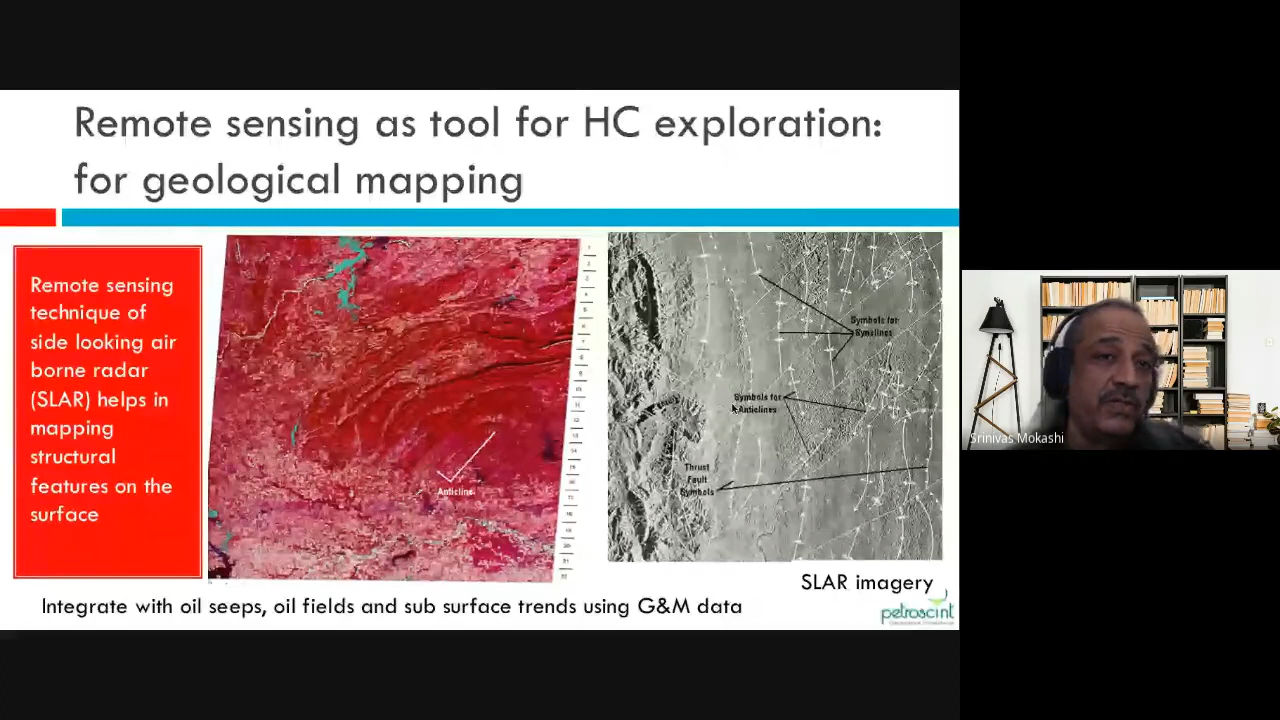 Remote sensing as tool for HC exploration:
for geological mapping
Remote sensing
technique of
side looking air
borne radar
(SLAR) helps in
mapping
structural
features on the
surface
Anticline
Symbols for
Synclines
Symbols for
Anticlines
Thrust
Fault
Symbols
SLAR imagery
Integrate with oil seeps, oil fields and sub surface trends using G&M data
petroscint
Srinivas Mokashi